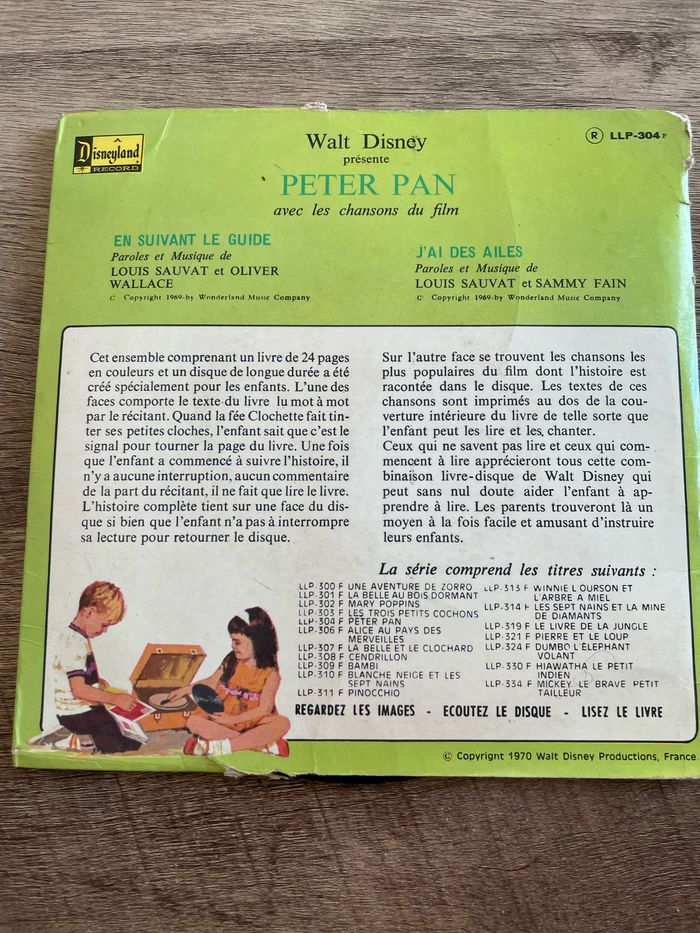 Disneyland
RECORD
Walt Disney
présente
PETER PAN
avec les chansons du film
R LLP-304 F
EN SUIVANT LE GUIDE
Paroles et Musique de
LOUIS SAUVAT et OLIVER
WALLACE
© Copyright 1969-by Wonderland Music Company
J'AI DES AILES
Paroles et Musique de
LOUIS SAUVAT et SAMMY FAIN
© Copyright 1969-by Wonderland Music Company
Cet ensemble comprenant un livre de 24 pages
en couleurs et un disque de longue durée a été
créé spécialement pour les enfants. L'une des
faces comporte le texte du livre lu mot à mot
par le récitant. Quand la fée Clochette fait tin-
ter ses petites cloches, l'enfant sait que c'est le
signal pour tourner la page du livre. Une fois
que l'enfant a commencé à suivre l'histoire, il
n'y a aucune interruption, aucun commentaire
de la part du récitant, il ne fait que lire le livre.
L'histoire complète tient sur une face du dis-
que si bien que l'enfant n'a pas à interrompre
sa lecture pour retourner le disque.
Sur l'autre face se trouvent les chansons les
plus populaires du film dont l'histoire est
racontée dans le disque. Les textes de ces
chansons sont imprimés au dos de la cou-
verture intérieure du livre de telle sorte que
l'enfant peut les lire et les chanter.
Ceux qui ne savent pas lire et ceux qui com-
mencent à lire apprécieront tous cette com-
binaison livre-disque de Walt Disney qui
peut sans nul doute aider l'enfant à ap-
prendre à lire. Les parents trouveront là un
moyen à la fois facile et amusant d'instruire
leurs enfants.
La série comprend les titres suivants :
LLP-300 F UNE AVENTURE DE ZORRO
LLP-301 F LA BELLE AU BOIS DORMANT
LLP-302 F MARY POPPINS
LLP-303 F LES TROIS PETITS COCHONS
LLP-304 F PETER PAN
LLP-306 F ALICE AU PAYS DES
MERVEILLES
LLP-307 F LA BELLE ET LE CLOCHARD
LLP-308 F CENDRILLON
LLP-309 F BAMBI
LLP-310 F BLANCHE NEIGE ET LES
SEPT NAINS
LLP-311 F PINOCCHIO
LLP-313 F WINNIE L'OURSON ET
L'ARBRE A MIEL
LLP-314 F LES SEPT NAINS ET LA MINE
DE DIAMANTS
LLP-319 F LE LIVRE DE LA JUNGLE
LLP-321 F PIERRE ET LE LOUP
LLP-324 F DUMBO L'ELEPHANT
VOLANT
LLP-330 F HIAWATHA LE PETIT
INDIEN
LLP-334 F MICKEY LE BRAVE PETIT
TAILLEUR
REGARDEZ LES IMAGES - ECOUTEZ LE DISQUE - LISEZ LE LIVRE
© Copyright 1970 Walt Disney Productions, France.